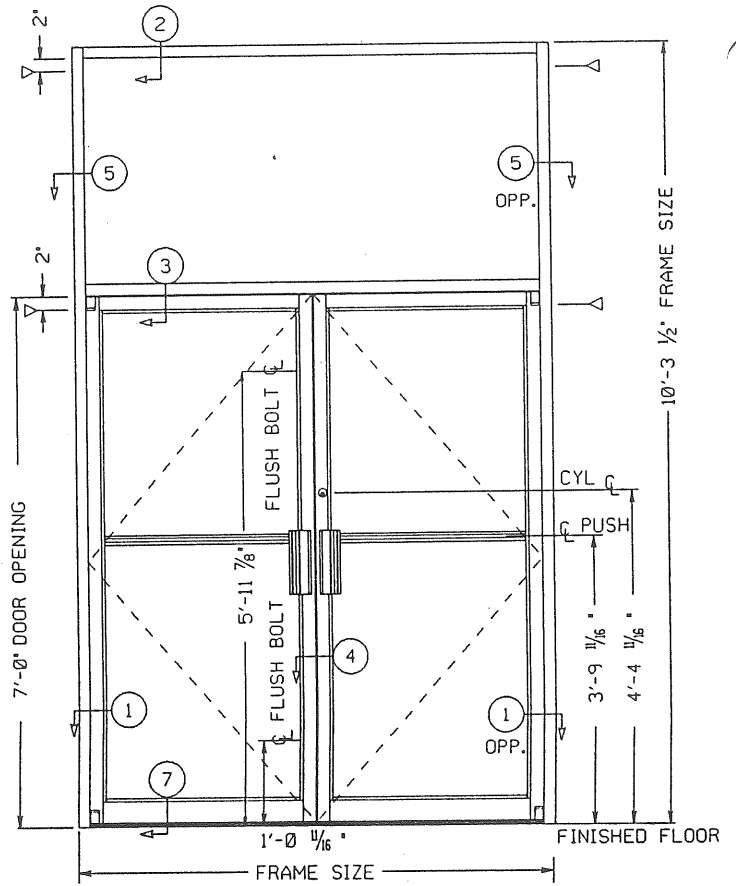 2"
2
5
5
OPP.
3
2"
10'-3 ½" FRAME SIZE
7'-0" DOOR OPENING
FLUSH BOLT ℄
5'-11 ⅞"
CYL ℄
℄ PUSH
3'-9 11/16 "
4'-4 11/16 "
℄ FLUSH BOLT
4
1
1
OPP.
7
1'-0 11/16 "
FINISHED FLOOR
FRAME SIZE